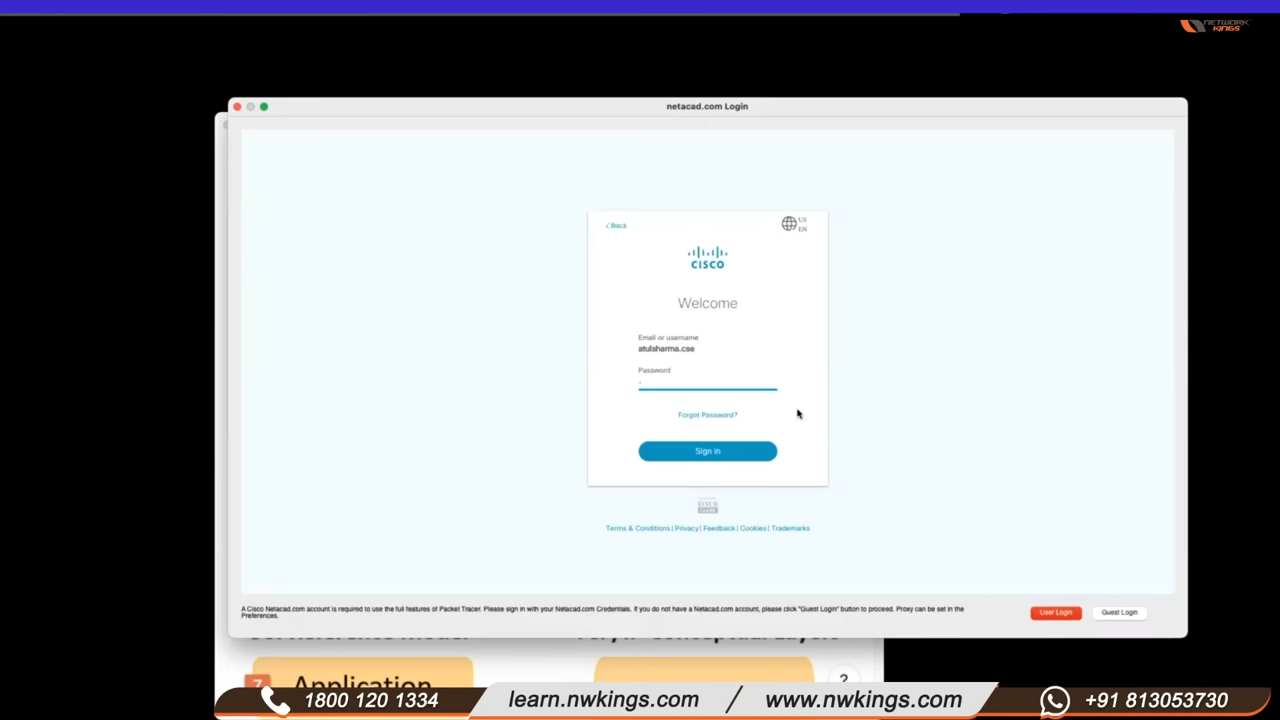 NETWORK
KINGS
netacad.com Login
Back
US
EN
CISCO
Welcome
Email or username
atulsharma.cse
Password
Forgot Password?
Sign in
CISCO
Terms & Conditions | Privacy | Feedback | Cookies | Trademarks
A Cisco Netacad.com account is required to use the full features of Packet Tracer. Please sign in with your Netacad.com Credentials. If you do not have a Netacad.com account, please click "Guest Login" button to proceed. Proxy can be set in the
Preferences.
User Login
Guest Login
7
Application
?
1800 120 1334
learn.nwkings.com / www.nwkings.com
+91 813053730